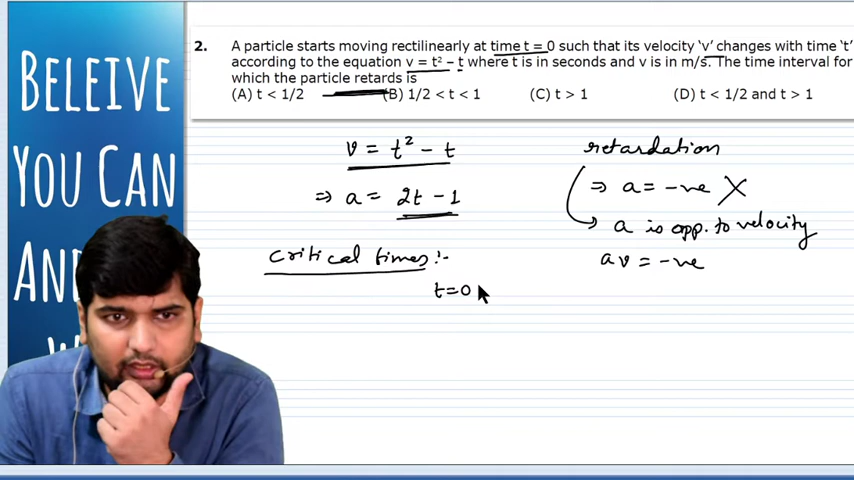 BELEIVE
YOU CAN
AND
2. A particle starts moving rectilinearly at time t = 0 such that its velocity 'v' changes with time 't'
according to the equation v = t² – t where t is in seconds and v is in m/s. The time interval for
which the particle retards is
(A) t < 1/2 (B) 1/2 < t < 1 (C) t > 1 (D) t < 1/2 and t > 1
v = t² - t
⇒ a = 2t - 1
critical times :-
t=0
retardation
⇒ a = -ve ✗
→ a is opp. to velocity
a v = -ve